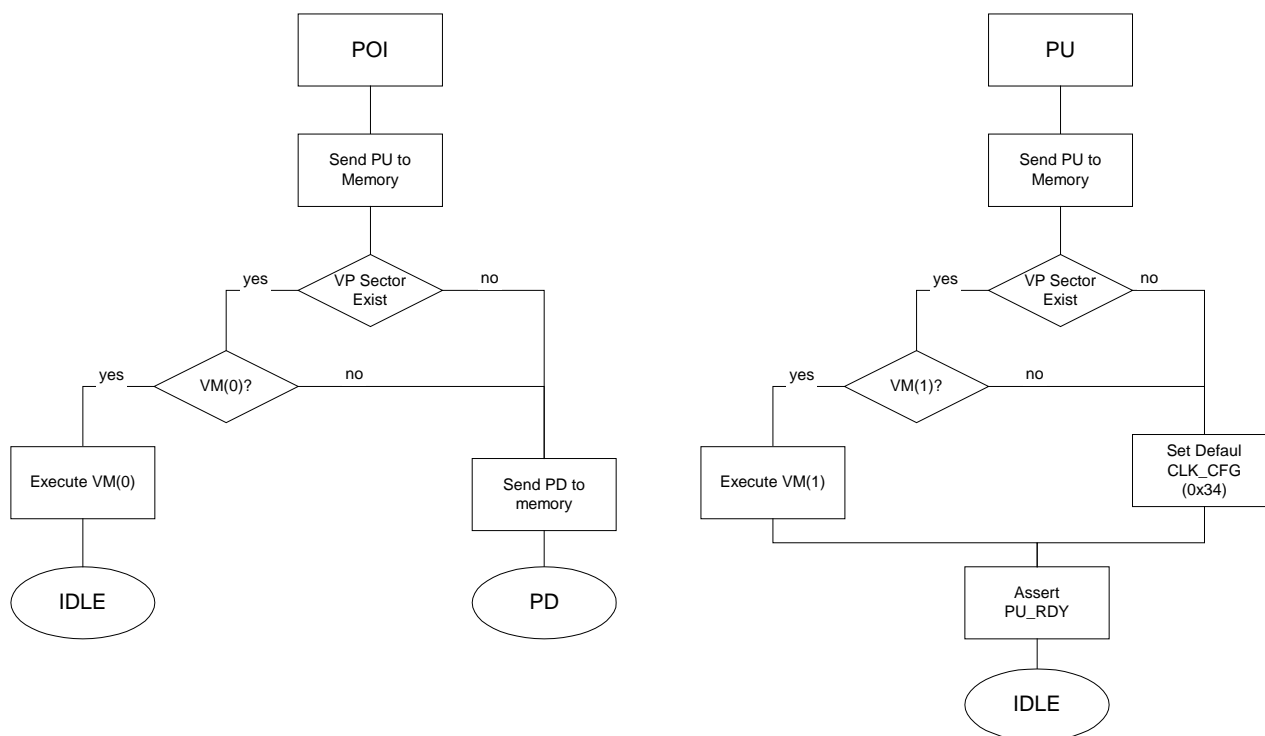 POI
Send PU to
Memory
VP Sector
Exist
yes
no
VM(0)?
yes
no
Execute VM(0)
Send PD to
memory
IDLE
PD
PU
Send PU to
Memory
VP Sector
Exist
yes
no
VM(1)?
yes
no
Execute VM(1)
Set Defaul
CLK_CFG
(0x34)
Assert
PU_RDY
IDLE